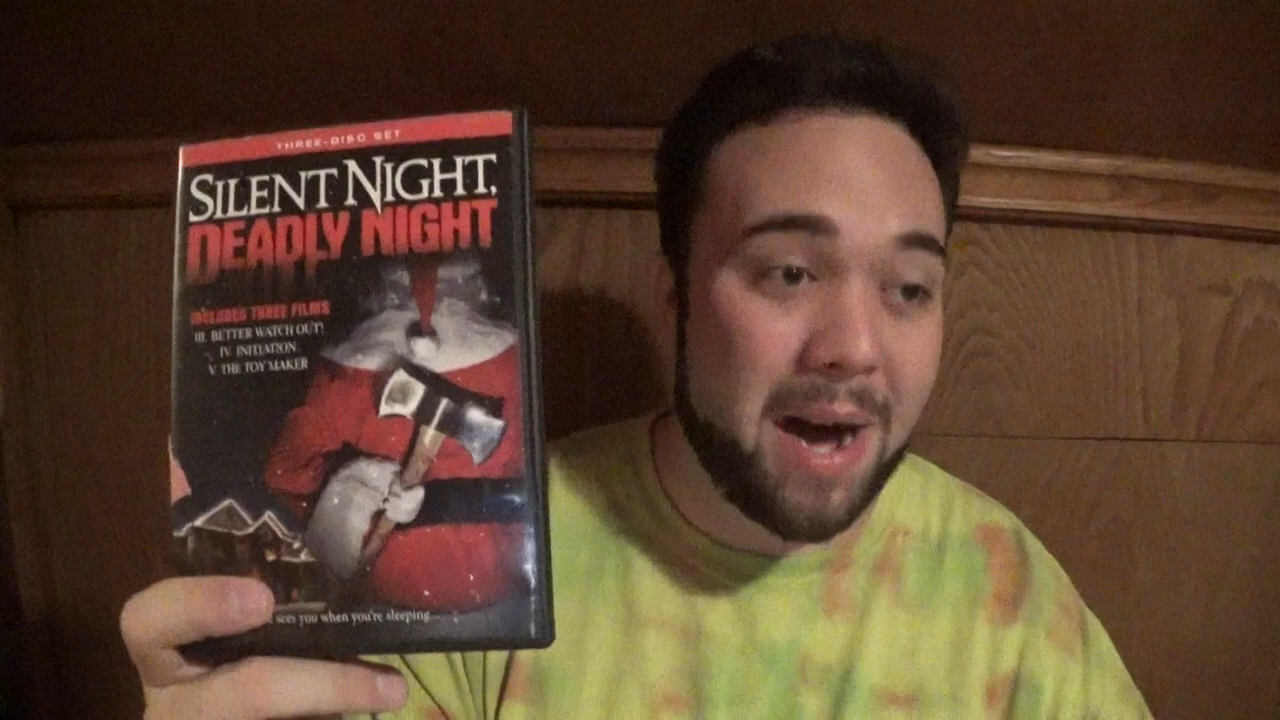 THREE-DISC SET
SILENT NIGHT,
DEADLY NIGHT
INCLUDES THREE FILMS
III. BETTER WATCH OUT!
IV. INITIATION
V. THE TOY MAKER
sees you when you're sleeping